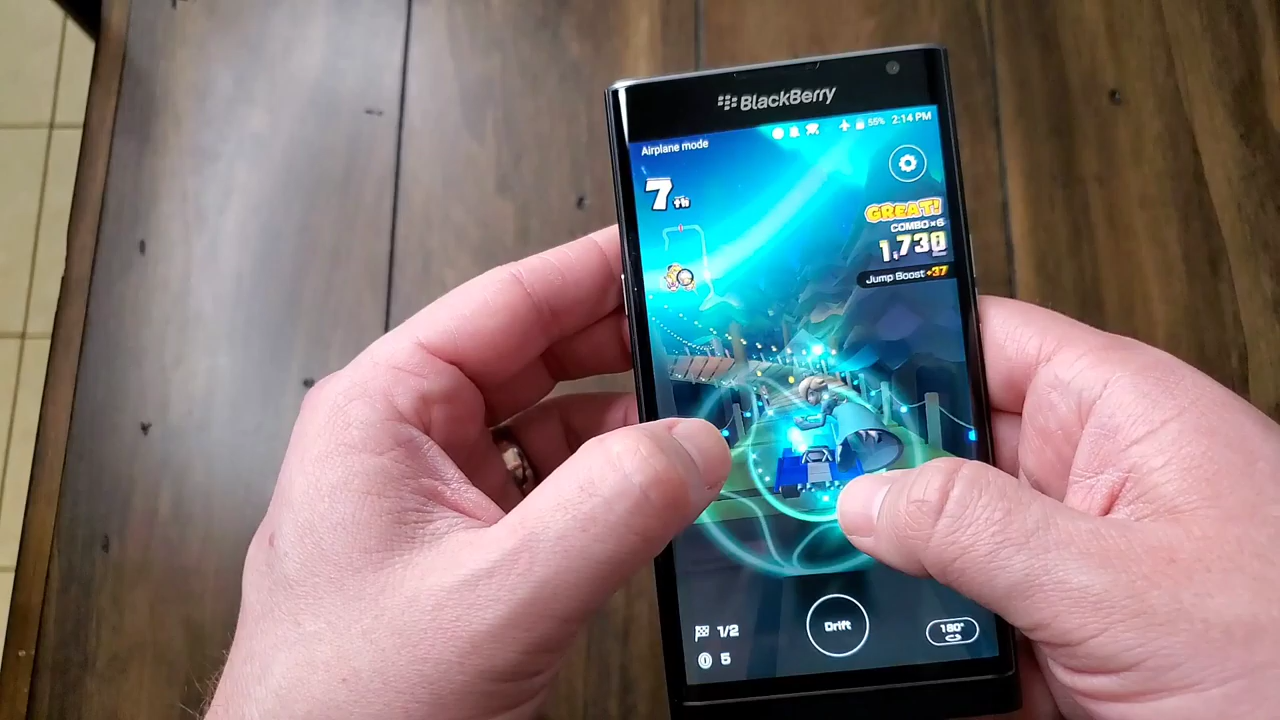 BlackBerry
55% 2:14 PM
Airplane mode
7th
GREAT!
COMBO×6
1,738
Jump Boost +37
Drift
1/2
5
180°